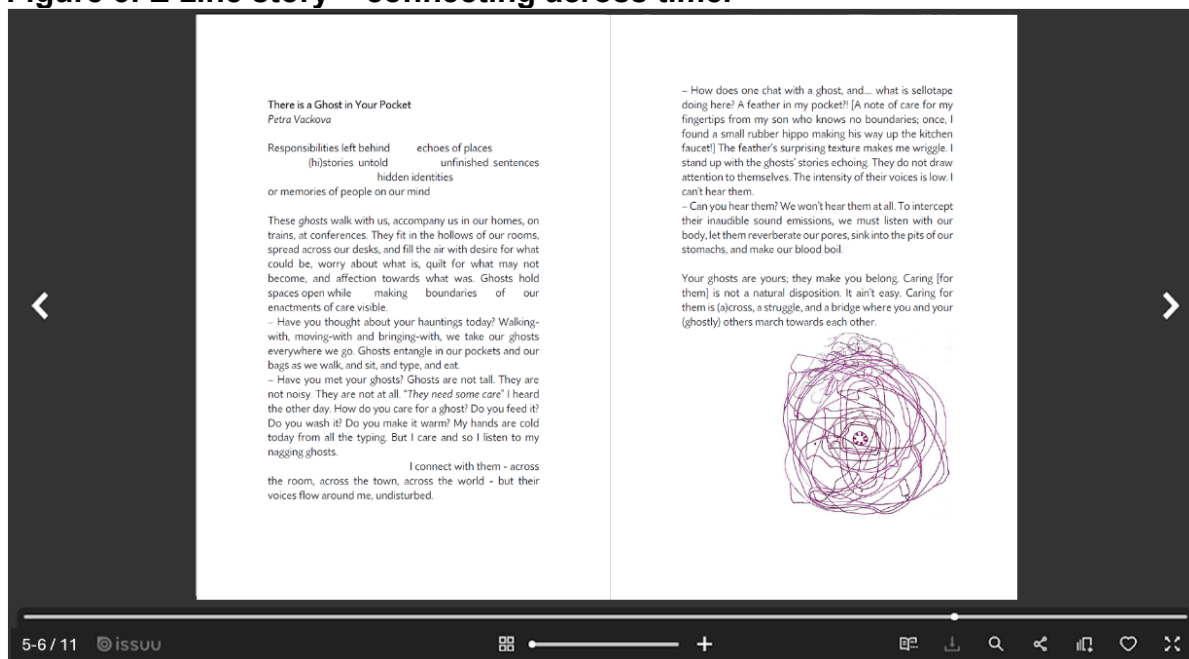 Figure 3: E-Line story – connecting across time.
There is a Ghost in Your Pocket
Petra Vackova
Responsibilities left behind echoes of places
(hi)stories untold unfinished sentences
hidden identities
or memories of people on our mind
These ghosts walk with us, accompany us in our homes, on
trains, at conferences. They fit in the hollows of our rooms,
spread across our desks, and fill the air with desire for what
could be, worry about what is, quilt for what may not
become, and affection towards what was. Ghosts hold
spaces open while making boundaries of our
enactments of care visible.
– Have you thought about your hauntings today? Walking-
with, moving-with and bringing-with, we take our ghosts
everywhere we go. Ghosts entangle in our pockets and our
bags as we walk, and sit, and type, and eat.
– Have you met your ghosts? Ghosts are not tall. They are
not noisy. They are not at all. "They need some care" I heard
the other day. How do you care for a ghost? Do you feed it?
Do you wash it? Do you make it warm? My hands are cold
today from all the typing. But I care and so I listen to my
nagging ghosts.
I connect with them - across
the room, across the town, across the world - but their
voices flow around me, undisturbed.
– How does one chat with a ghost, and.... what is sellotape
doing here? A feather in my pocket?! [A note of care for my
fingertips from my son who knows no boundaries; once, I
found a small rubber hippo making his way up the kitchen
faucet!] The feather's surprising texture makes me wriggle. I
stand up with the ghosts' stories echoing. They do not draw
attention to themselves. The intensity of their voices is low. I
can't hear them.
– Can you hear them? We won't hear them at all. To intercept
their inaudible sound emissions, we must listen with our
body, let them reverberate our pores, sink into the pits of our
stomachs, and make our blood boil.
Your ghosts are yours; they make you belong. Caring [for
them] is not a natural disposition. It ain't easy. Caring for
them is (a)cross, a struggle, and a bridge where you and your
(ghostly) others march towards each other.
5-6 / 11 issuu